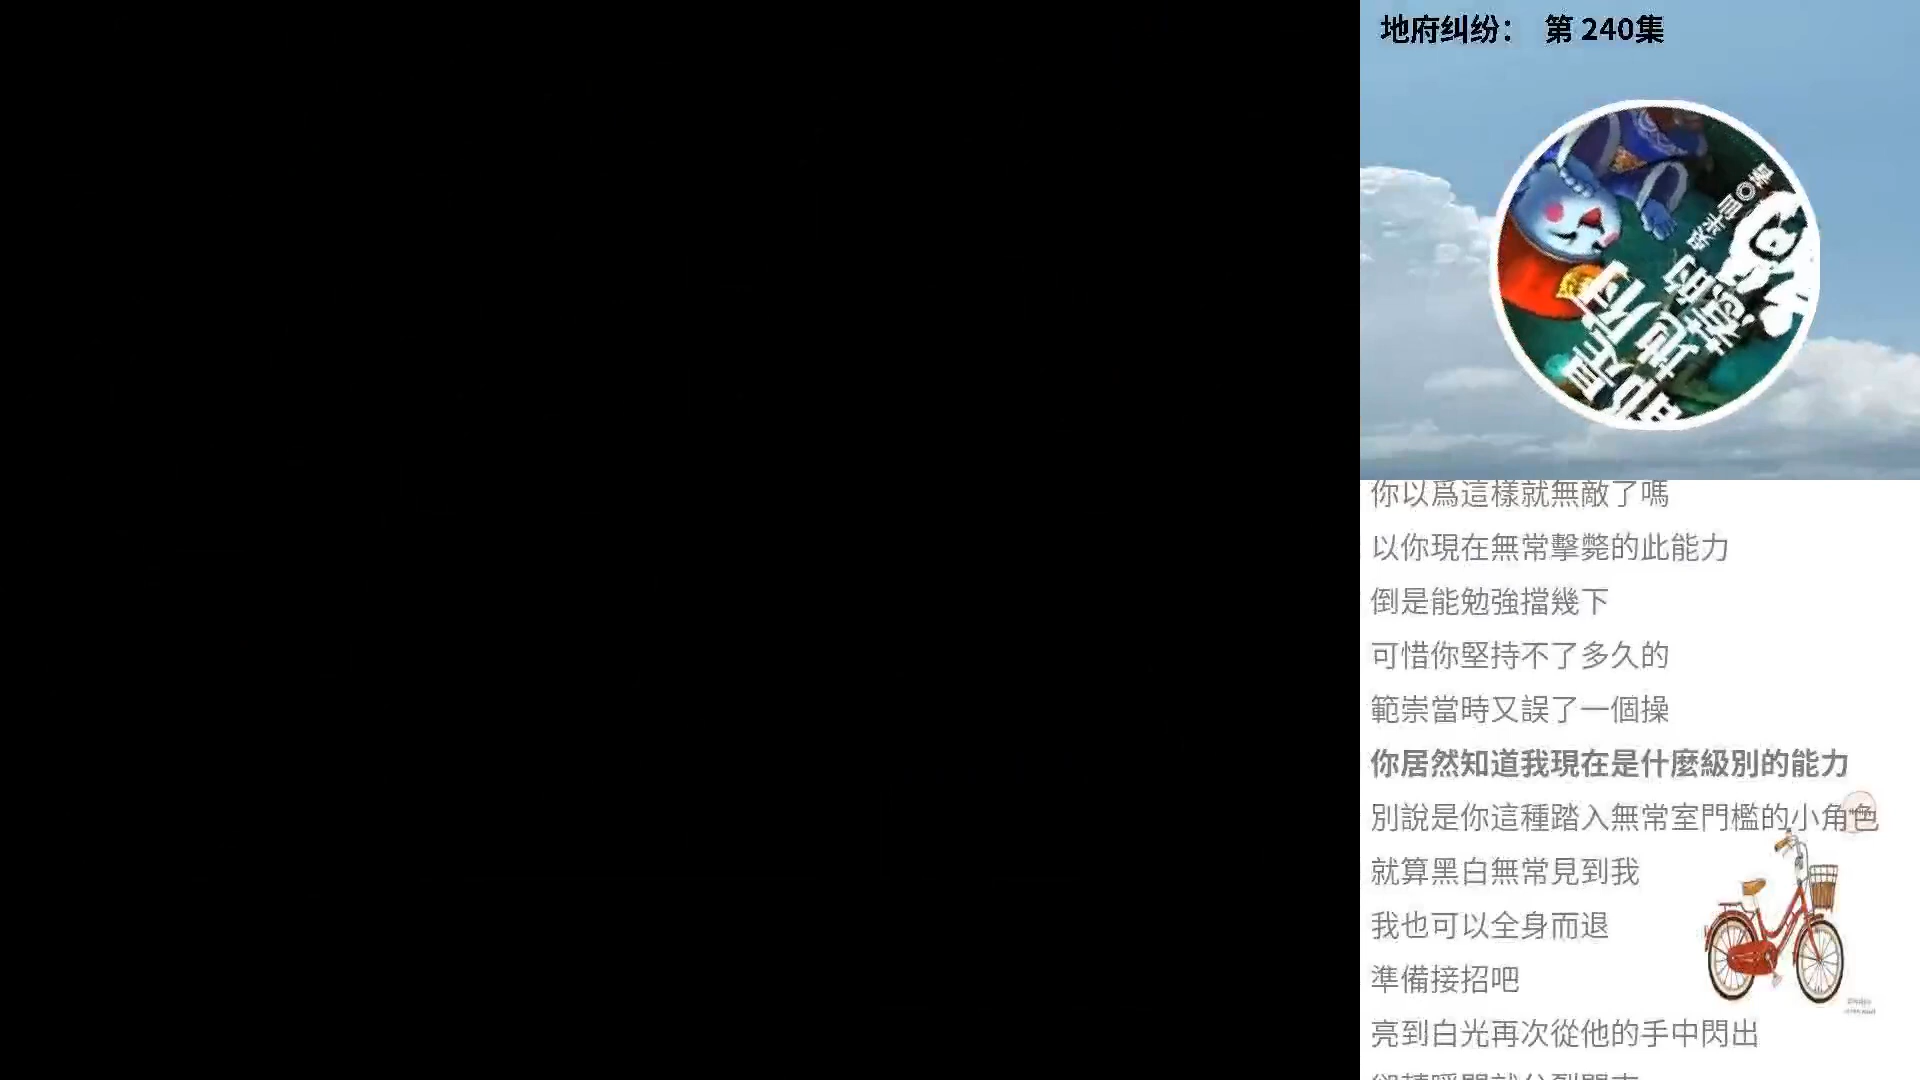 地府纠纷： 第 240集
你以爲這樣就無敵了嗎
以你現在無常擊斃的此能力
倒是能勉強擋幾下
可惜你堅持不了多久的
範崇當時又誤了一個操
你居然知道我現在是什麼級別的能力
別說是你這種踏入無常室門檻的小角色
就算黑白無常見到我
我也可以全身而退
準備接招吧
亮到白光再次從他的手中閃出